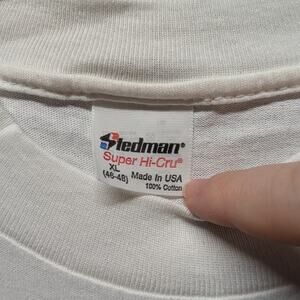 Stedman®
Super Hi-Cru®
XL
(46-48)
Made In USA
100% Cotton